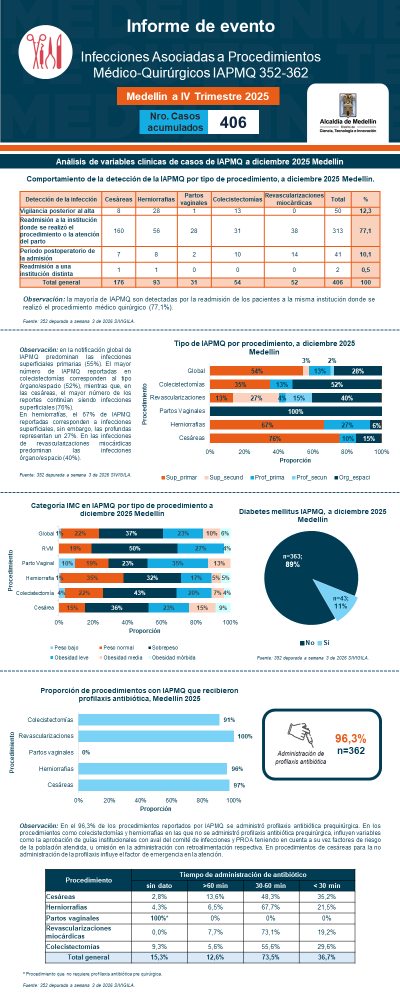 Informe de evento
Infecciones Asociadas a Procedimientos
Médico-Quirúrgicos IAPMQ 352-362
Medellín a IV Trimestre 2025
Nro. Casos
acumulados
406
Alcaldía de Medellín
Distrito de
Ciencia, Tecnología e Innovación
Análisis de variables clínicas de casos de IAPMQ a diciembre 2025 Medellín
Comportamiento de la detección de la IAPMQ por tipo de procedimiento, a diciembre 2025 Medellín.
Detección de la infección Cesáreas Herniorrafias Partos vaginales Colecistectomías Revascularizaciones miocárdicas Total %
Vigilancia posterior al alta 8 28 1 13 0 50 12,3
Readmisión a la institución donde se realizó el procedimiento o la atención del parto 160 56 28 31 38 313 77,1
Periodo postoperatorio de la admisión 7 8 2 10 14 41 10,1
Readmisión a una institución distinta 1 1 0 0 0 2 0,5
Total general 176 93 31 54 52 406 100
Observación: la mayoría de IAPMQ son detectadas por la readmisión de los pacientes a la misma institución donde se
realizó el procedimiento médico quirúrgico (77,1%).
Fuente: 352 depurada a semana 3 de 2026 SIVIGILA.
Observación: en la notificación global de
IAPMQ predominan las infecciones
superficiales primarias (55%). El mayor
número de IAPMQ reportadas en
colecistectomías corresponden al tipo
órgano/espacio (52%), mientras que, en
las cesáreas, el mayor número de los
reportes continúan siendo infecciones
superficiales (76%).
En herniorrafias, el 67% de IAPMQ
reportadas corresponden a infecciones
superficiales, sin embargo, las profundas
representan un 27%. En las infecciones
de revascularizaciones miocárdicas
predominan las infecciones
órgano/espacio (40%).
Fuente: 352 depurada a semana 3 de 2026 SIVIGILA.
Tipo de IAPMQ por procedimiento, a diciembre 2025
Medellín
3% 2%
Global 54% 13% 28%
Colecistectomías 35% 13% 52%
Revascularizaciones 13% 27% 4% 15% 40%
Partos Vaginales 100%
Herniorrafias 67% 27% 6%
Cesáreas 76% 10% 15%
Procedimiento
0% 20% 40% 60% 80% 100%
Proporción
Sup_primar Sup_secund Prof_prima Prof_secun Org_espaci
Categoría IMC en IAPMQ por tipo de procedimiento a
diciembre 2025 Medellín
Global 1% 22% 37% 23% 10% 6%
RVM 19% 50% 27% 4%
Parto Vaginal 10% 19% 23% 35% 13%
Herniorrafia 1% 35% 32% 17% 5% 5%
Colecistectomía 4% 22% 43% 20% 7% 4%
Cesárea 15% 36% 23% 15% 9%
Procedimiento
0% 20% 40% 60% 80% 100%
Proporción
Peso bajo Peso normal Sobrepeso
Obesidad leve Obesidad media Obesidad mórbida
Diabetes mellitus IAPMQ, a diciembre 2025
Medellín
n=363;
89%
n=43;
11%
No Si
Fuente: 352 depurada a semana 3 de 2026 SIVIGILA.
Proporción de procedimientos con IAPMQ que recibieron
profilaxis antibiótica, Medellín 2025
Colecistectomías 91%
Revascularizaciones 100%
Partos vaginales 0%
Herniorrafias 96%
Cesáreas 97%
Procedimiento
0% 20% 40% 60% 80% 100%
Proporción
Administración de
profilaxis antibiótica
96,3%
n=362
Observación: En el 96,3% de los procedimientos reportados por IAPMQ se administró profilaxis antibiótica prequirúrgica. En los
procedimientos como colecistectomías y herniorrafias en las que no se administró profilaxis antibiótica prequirúrgica, influyen variables
como la aprobación de guías institucionales con aval del comité de infecciones y PROA teniendo en cuenta a su vez factores de riesgo
de la población atendida, u omisión en la administración con retroalimentación respectiva. En procedimientos de cesáreas para la no
administración de la profilaxis influye el factor de emergencia en la atención.
Procedimiento Tiempo de administración de antibiótico
sin dato >60 min 30-60 min < 30 min
Cesáreas 2,8% 13,6% 48,3% 35,2%
Herniorrafias 4,3% 6,5% 67,7% 21,5%
Partos vaginales 100%* 0% 0% 0%
Revascularizaciones miocárdicas 0,0% 7,7% 73,1% 19,2%
Colecistectomías 9,3% 5,6% 55,6% 29,6%
Total general 15,3% 12,6% 73,5% 36,7%
* Procedimiento que no requiere profilaxis antibiótica pre quirúrgica.
Fuente: 352 depurada a semana 3 de 2026 SIVIGILA.